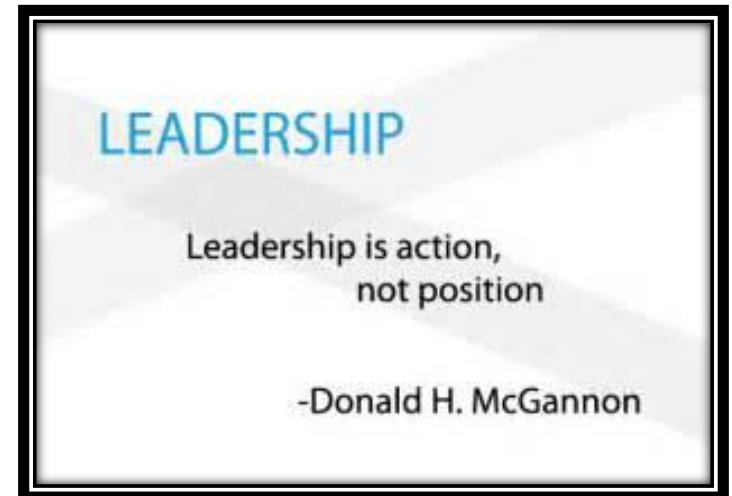 LEADERSHIP
Leadership is action,
not position
-Donald H. McGannon